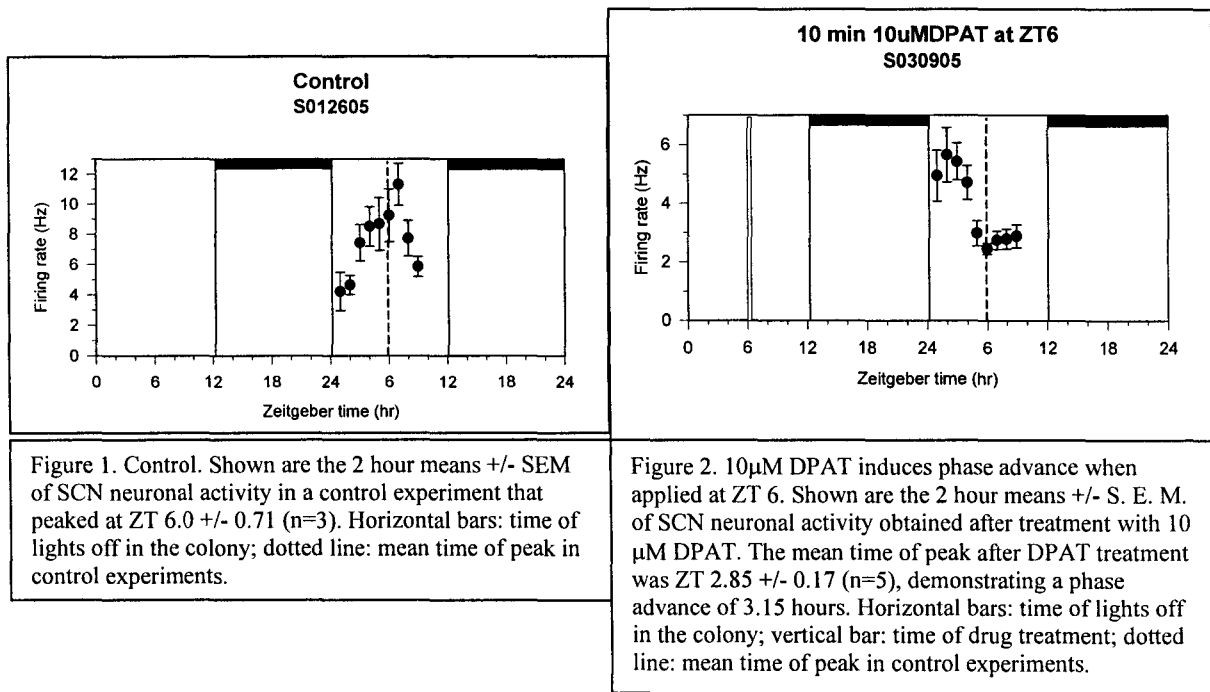 Control
S012605
Firing rate (Hz)
12
10
8
6
4
2
0
0 6 12 18 24 6 12 18 24
Zeitgeber time (hr)
Figure 1. Control. Shown are the 2 hour means +/- SEM
of SCN neuronal activity in a control experiment that
peaked at ZT 6.0 +/- 0.71 (n=3). Horizontal bars: time of
lights off in the colony; dotted line: mean time of peak in
control experiments.
10 min 10uMDPAT at ZT6
S030905
Firing rate (Hz)
6
4
2
0
0 6 12 18 24 6 12 18 24
Zeitgeber time (hr)
Figure 2. 10μM DPAT induces phase advance when
applied at ZT 6. Shown are the 2 hour means +/- S. E. M.
of SCN neuronal activity obtained after treatment with 10
μM DPAT. The mean time of peak after DPAT treatment
was ZT 2.85 +/- 0.17 (n=5), demonstrating a phase
advance of 3.15 hours. Horizontal bars: time of lights off
in the colony; vertical bar: time of drug treatment; dotted
line: mean time of peak in control experiments.